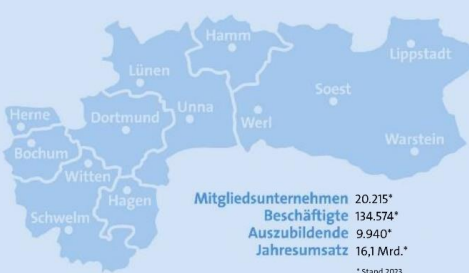 Hamm
Lippstadt
Lünen
Soest
Herne
Dortmund
Unna
Werl
Bochum
Warstein
Witten
Hagen
Schwelm
Mitgliedsunternehmen 20.215*
Beschäftigte 134.574*
Auszubildende 9.940*
Jahresumsatz 16,1 Mrd.*
* Stand 2023